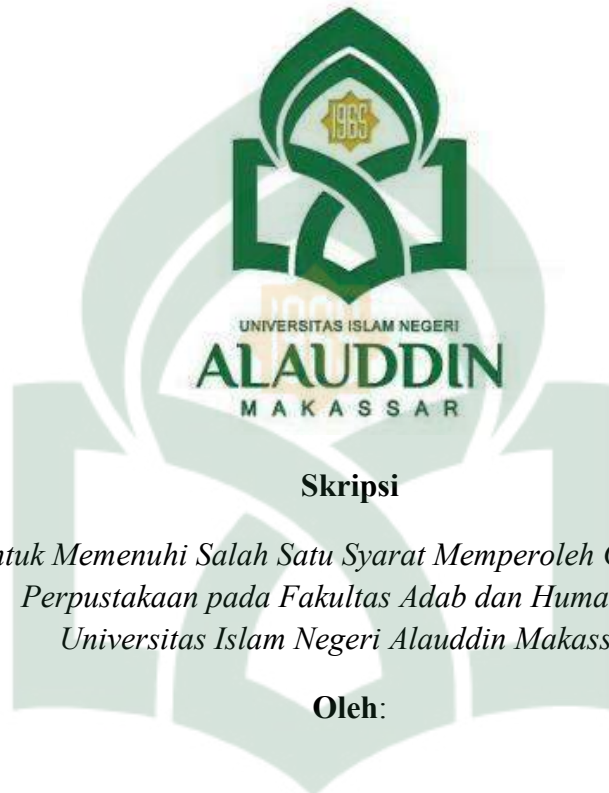 1965
UNIVERSITAS ISLAM NEGERI
ALAUDDIN
MAKASSAR
Skripsi
Memenuhi Salah Satu Syarat Memperoleh
Perpustakaan pada Fakultas Adab dan
Universitas Islam Negeri Alauddin
Oleh: